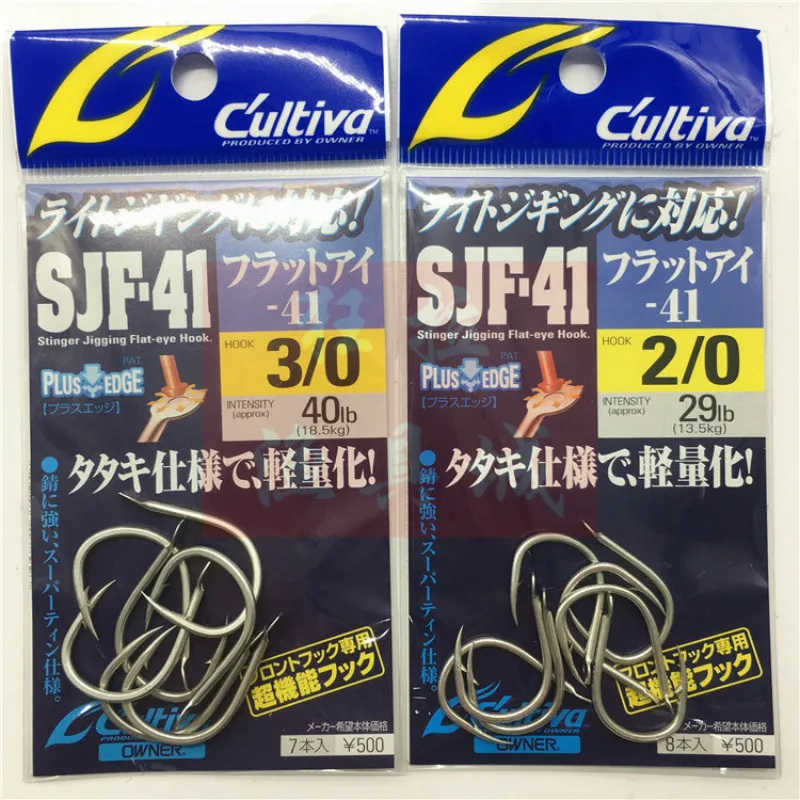 C'ultiva™
PRODUCED BY OWNER
ライトジギングに対応!
SJF-41
Stinger Jigging Flat-eye Hook.
フラットアイ
-41
HOOK 3/0
PAT.
PLUS EDGE
【プラスエッジ】
INTENSITY (approx) 40lb
(18.5kg)
タタキ仕様で、軽量化!
●錆に強い、スーパーティン仕様。
フロントフック専用
超機能フック
C'ultiva
PRODUCED BY OWNER
OWNER
メーカー希望本体価格
7本入 ¥500
C'ultiva™
PRODUCED BY OWNER
ライトジギングに対応!
SJF-41
Stinger Jigging Flat-eye Hook.
フラットアイ
-41
HOOK 2/0
PAT.
PLUS EDGE
【プラスエッジ】
INTENSITY (approx) 29lb
(13.5kg)
タタキ仕様で、軽量化!
●錆に強い、スーパーティン仕様。
フロントフック専用
超機能フック
C'ultiva
OWNER
メーカー希望本体価格
8本入 ¥500
渔具城